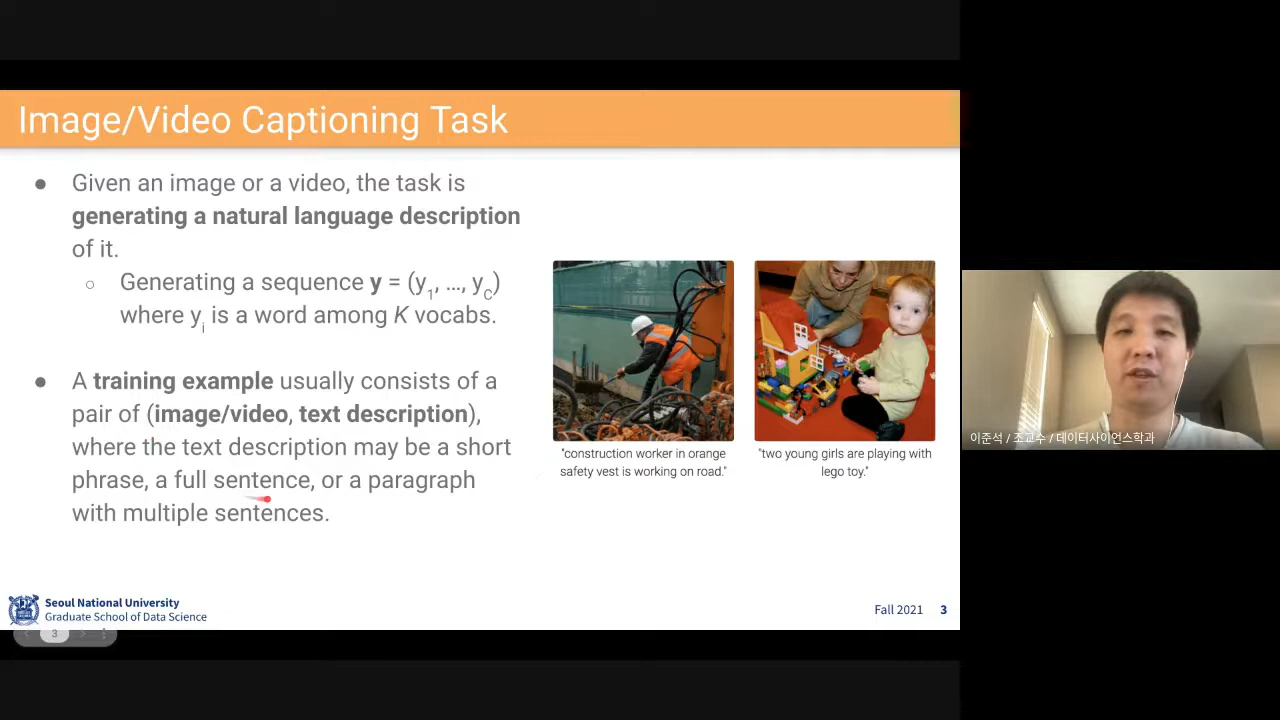 Image/Video Captioning Task
● Given an image or a video, the task is
generating a natural language description
of it.
○ Generating a sequence y = (y1, ..., yC)
where yi is a word among K vocabs.
● A training example usually consists of a
pair of (image/video, text description),
where the text description may be a short
phrase, a full sentence, or a paragraph
with multiple sentences.
"construction worker in orange
safety vest is working on road."
"two young girls are playing with
lego toy."
이준석 / 조교수 / 데이터사이언스학과
Seoul National University
Graduate School of Data Science
Fall 2021 3
3